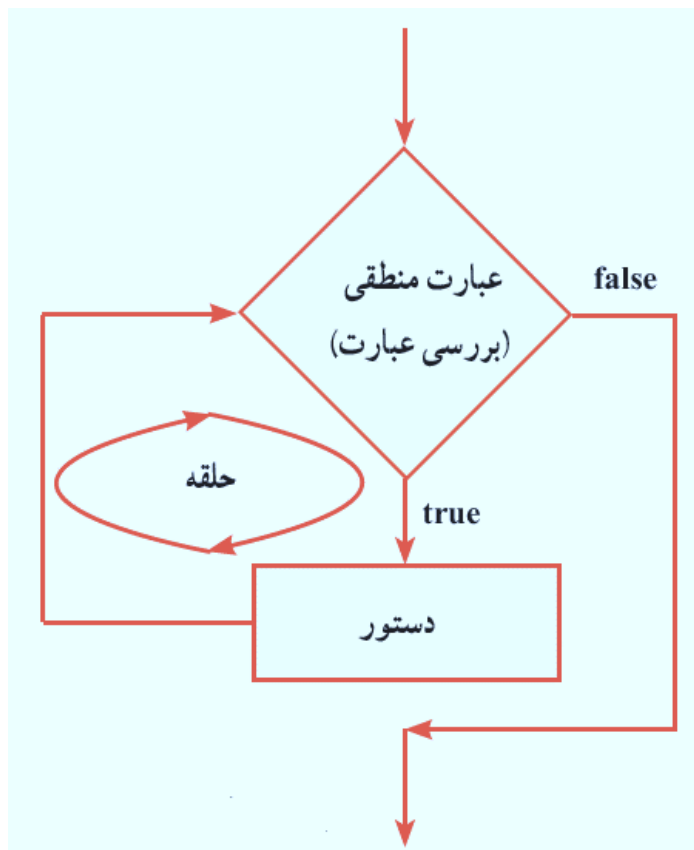 عبارت منطقی
(بررسی عبارت)
false
حلقه
true
دستور